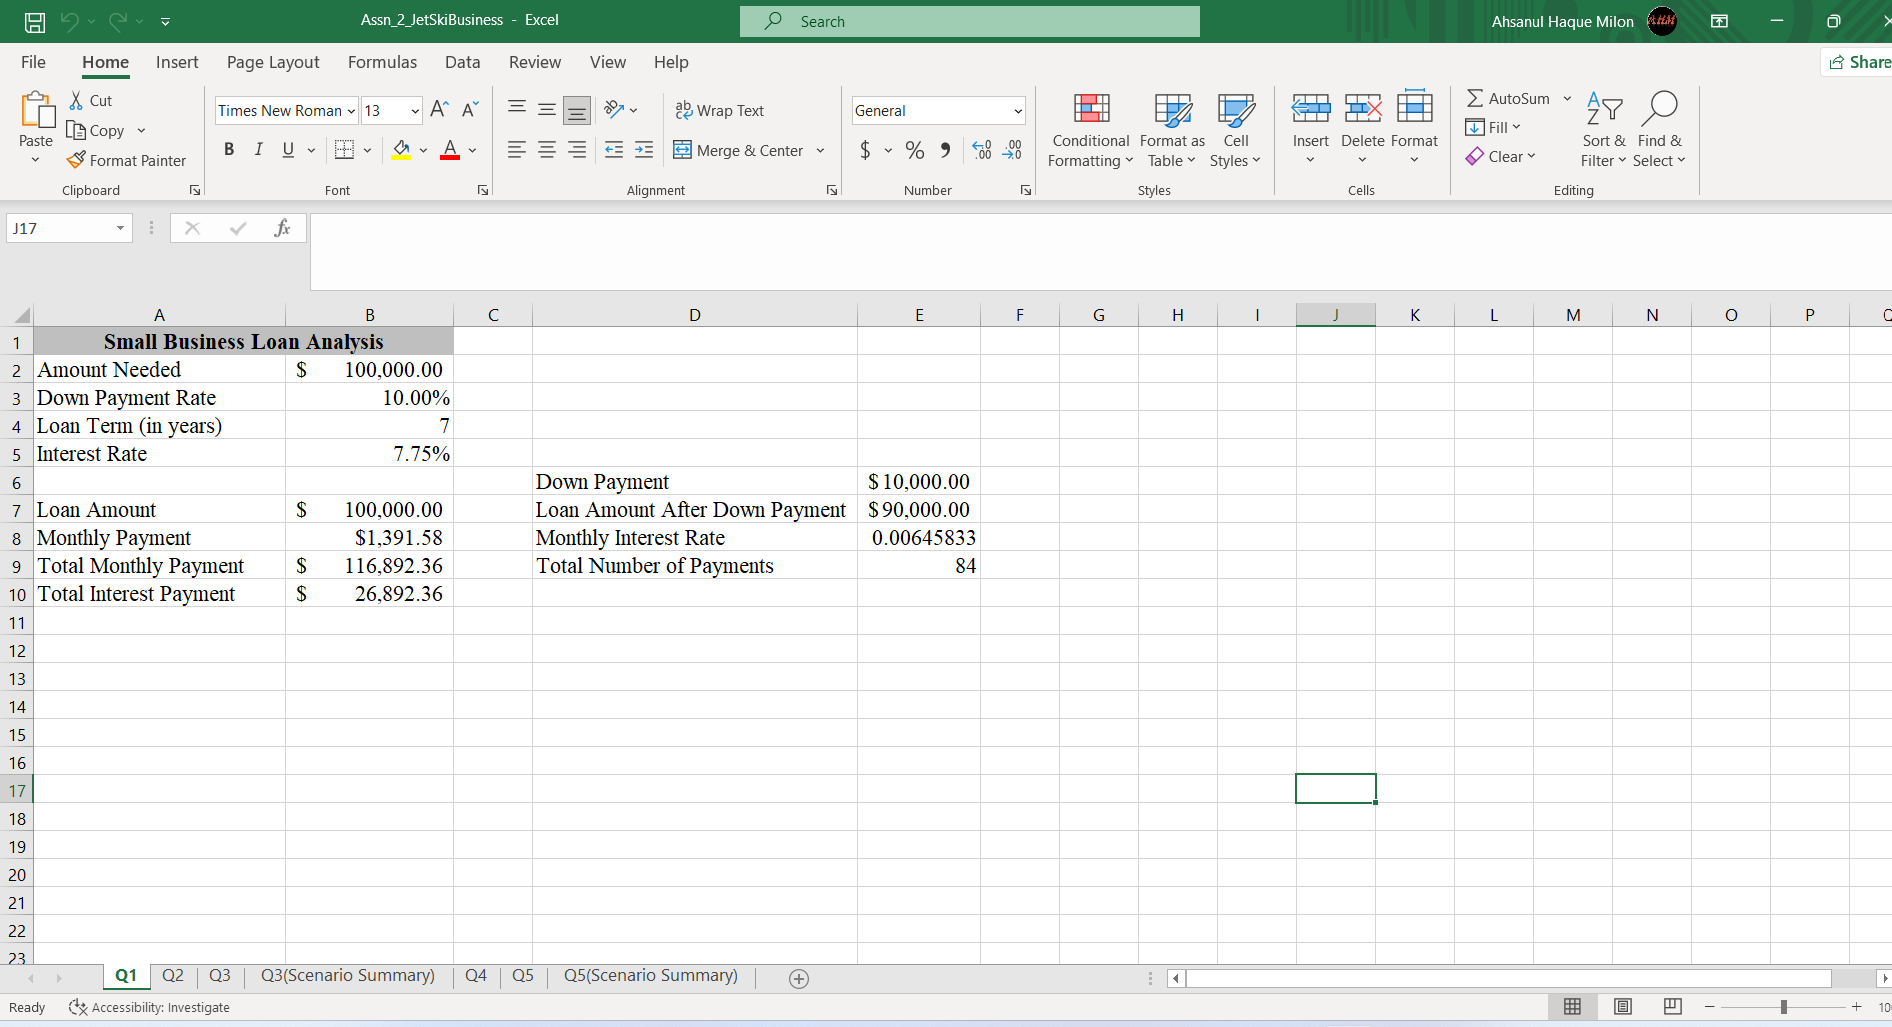 Assn_2_JetSkiBusiness - Excel
Search
Ahsanul Haque Milon
File Home Insert Page Layout Formulas Data Review View Help
Share
Paste
Cut
Copy
Format Painter
Clipboard
Times New Roman 13
B I U
Font
Wrap Text
Merge & Center
Alignment
General
$ %
Number
Conditional Formatting
Format as Table
Cell Styles
Styles
Insert Delete Format
Cells
AutoSum
Fill
Clear
Sort & Filter
Find & Select
Editing
J17
fx
A B C D E F G H I J K L M N O P
1 Small Business Loan Analysis
2 Amount Needed $ 100,000.00
3 Down Payment Rate 10.00%
4 Loan Term (in years) 7
5 Interest Rate 7.75%
6 Down Payment $ 10,000.00
7 Loan Amount $ 100,000.00 Loan Amount After Down Payment $ 90,000.00
8 Monthly Payment $1,391.58 Monthly Interest Rate 0.00645833
9 Total Monthly Payment $ 116,892.36 Total Number of Payments 84
10 Total Interest Payment $ 26,892.36
11
12
13
14
15
16
17
18
19
20
21
22
23
Q1 Q2 Q3 Q3(Scenario Summary) Q4 Q5 Q5(Scenario Summary)
Ready Accessibility: Investigate